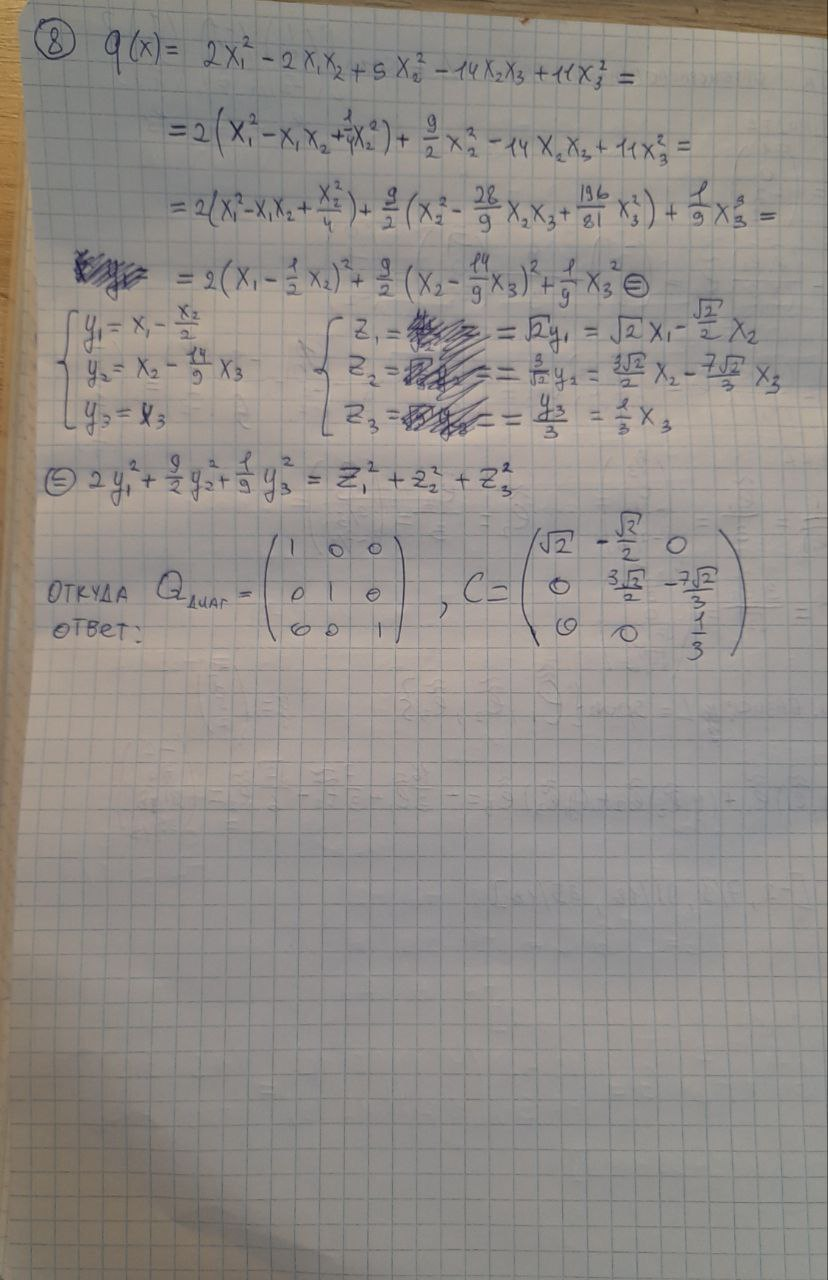 ⑧ q(x) = 2x₁² - 2x₁x₂ + 5x₂² - 14x₂x₃ + 11x₃² =
= 2(x₁² - x₁x₂ + 1/4 x₂²) + 9/2 x₂² - 14x₂x₃ + 11x₃² =
= 2(x₁² - x₁x₂ + x₂²/4) + 9/2 (x₂² - 28/9 x₂x₃ + 196/81 x₃²) + 1/9 x₃³ =
= 2(x₁ - 1/2 x₂)² + 9/2 (x₂ - 14/9 x₃)² + 1/9 x₃² ⊜
{ y₁ = x₁ - x₂/2 { z₁ = = √2 y₁ = √2 x₁ - √2/2 x₂
y₂ = x₂ - 14/9 x₃ z₂ = = 3/√2 y₂ = 3√2/2 x₂ - 7√2/3 x₃
y₃ = x₃ z₃ = = y₃/3 = 1/3 x₃
⊜ 2y₁² + 9/2 y₂² + 1/9 y₃² = z₁² + z₂² + z₃²
откуда ответ: Q диаг = (1 0 0; 0 1 0; 0 0 1), C = (√2 -√2/2 0; 0 3√2/2 -7√2/3; 0 0 1/3)